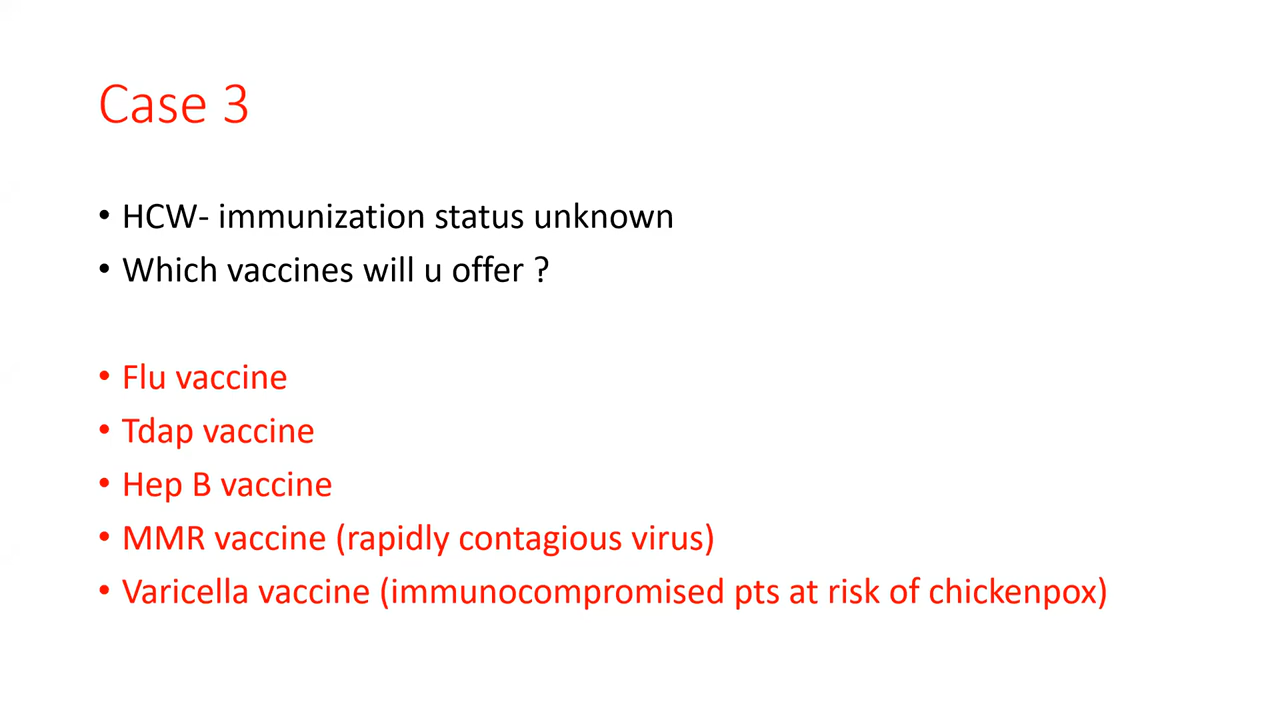 Case 3
• HCW- immunization status unknown
• Which vaccines will u offer ?
• Flu vaccine
• Tdap vaccine
• Hep B vaccine
• MMR vaccine (rapidly contagious virus)
• Varicella vaccine (immunocompromised pts at risk of chickenpox)